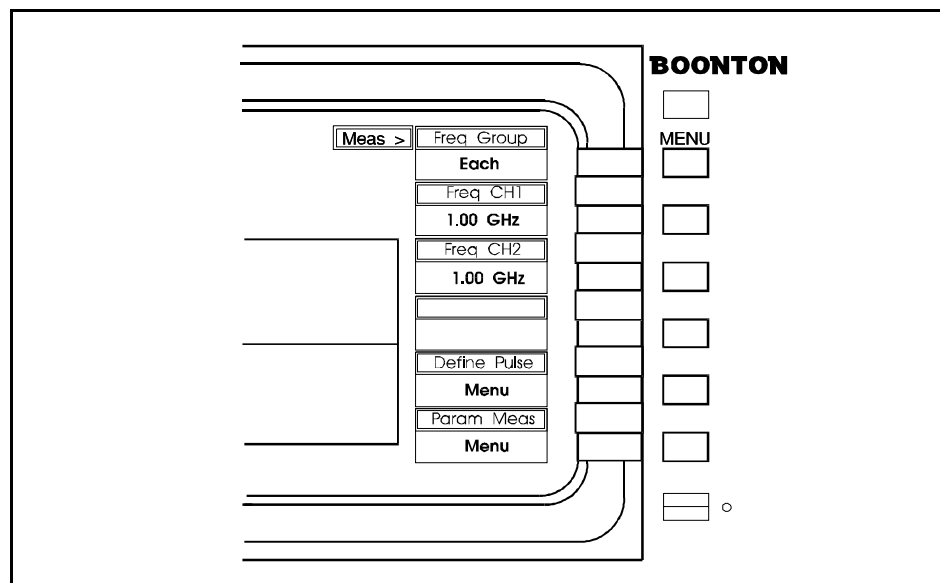 BOONTON
MENU
Meas >
Freq Group
Each
Freq CH1
1.00 GHz
Freq CH2
1.00 GHz
Define Pulse
Menu
Param Meas
Menu